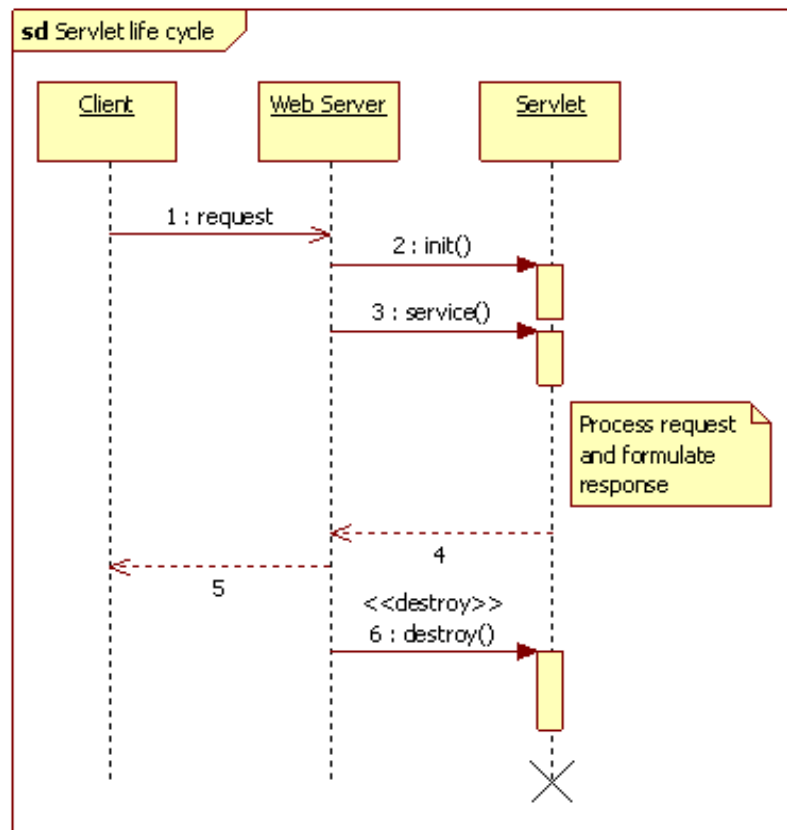 sd Servlet life cycle
Client
Web Server
Servlet
1 : request
2 : init()
3 : service()
Process request
and formulate
response
4
5
<<destroy>>
6 : destroy()